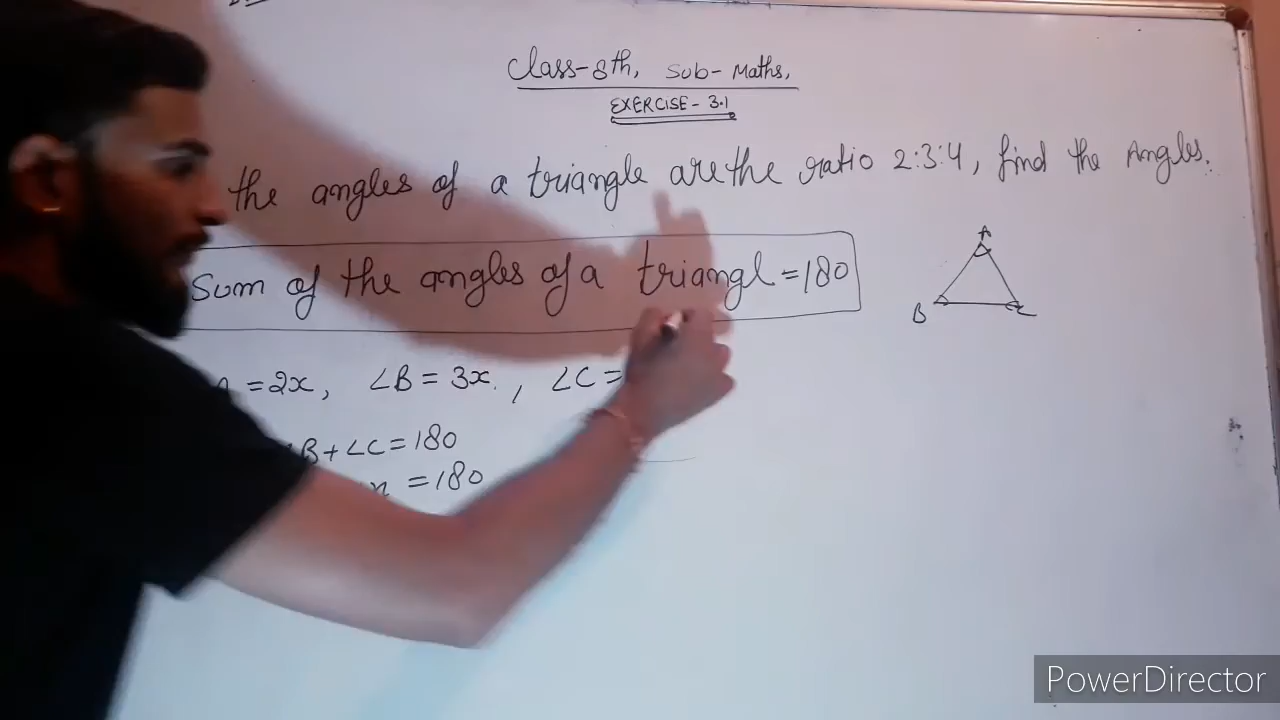 Class-8th, Sub- Maths,
EXERCISE - 3.1
the angles of a triangle are the ratio 2:3:4, find the Angles.
Sum of the angles of a triangl = 180
A
B
C
= 2x, ∠B = 3x, ∠C =
B + ∠C = 180
= 180
PowerDirector